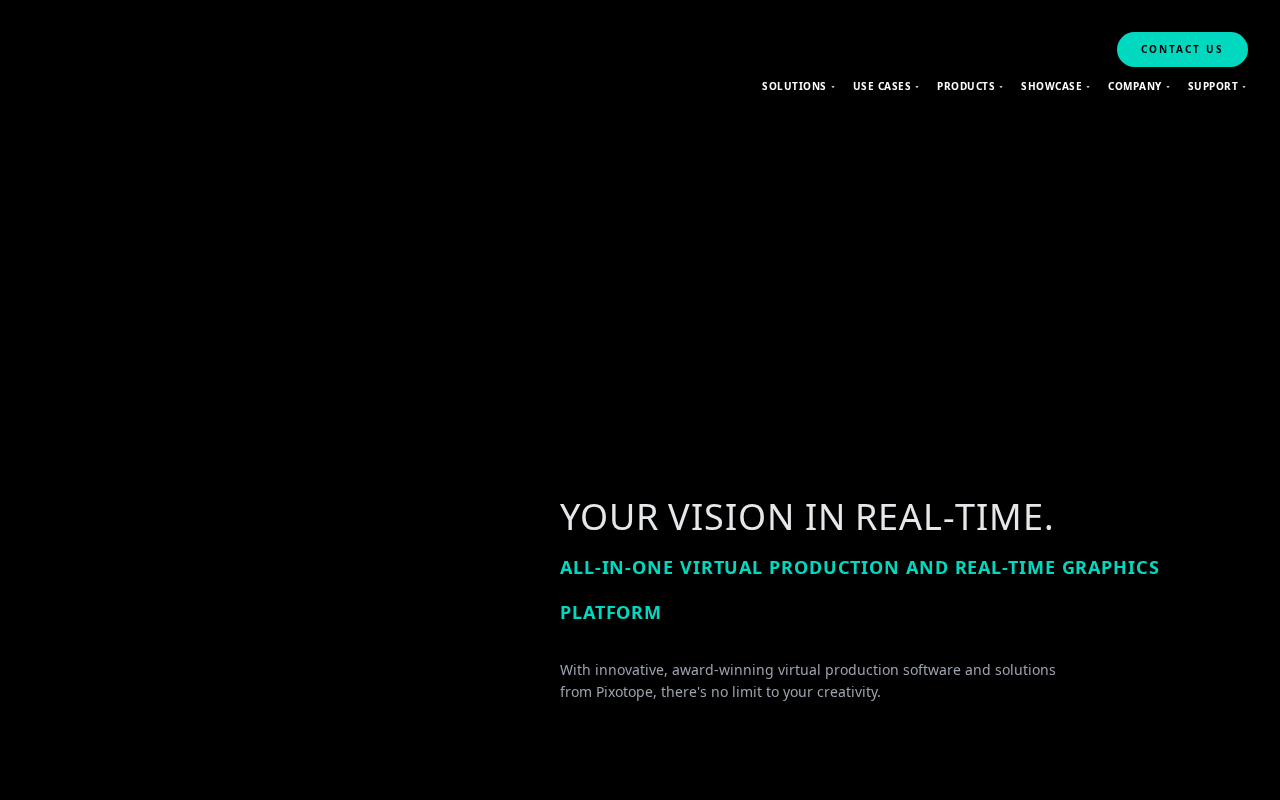 CONTACT US
SOLUTIONS USE CASES PRODUCTS SHOWCASE COMPANY SUPPORT
YOUR VISION IN REAL-TIME.
ALL-IN-ONE VIRTUAL PRODUCTION AND REAL-TIME GRAPHICS
PLATFORM
With innovative, award-winning virtual production software and solutions
from Pixotope, there's no limit to your creativity.